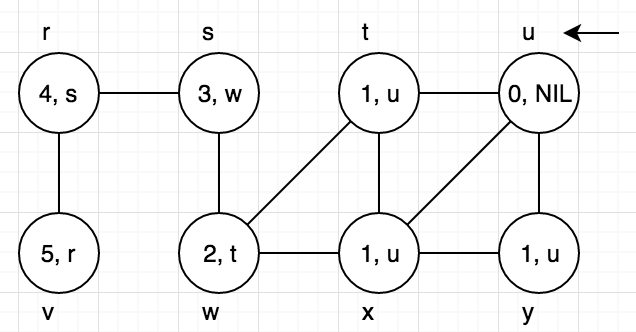 r s t u
4, s 3, w 1, u 0, NIL
5, r 2, t 1, u 1, u
v w x y